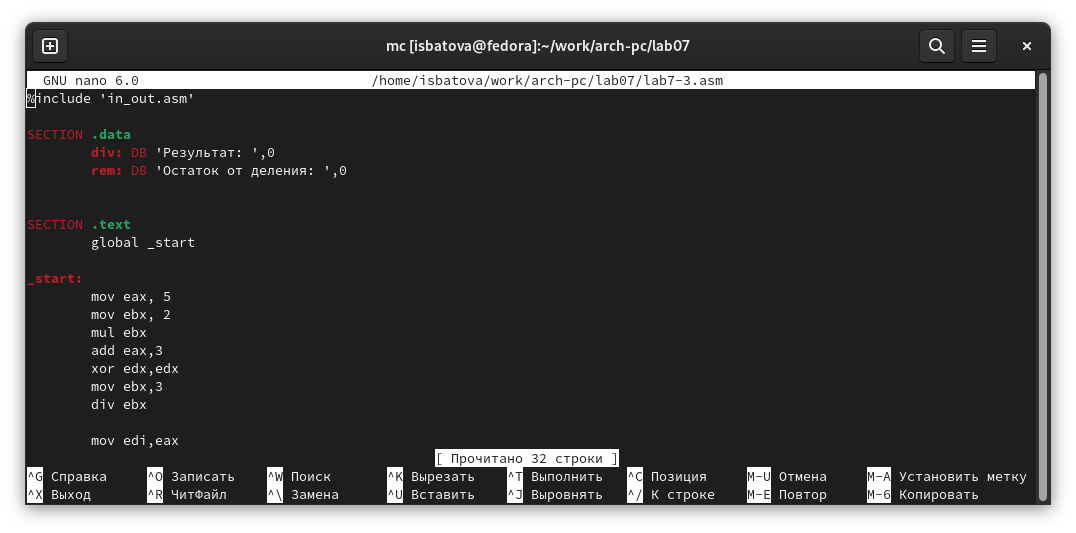 mc [isbatova@fedora]:~/work/arch-pc/lab07
GNU nano 6.0 /home/isbatova/work/arch-pc/lab07/lab7-3.asm
%include 'in_out.asm'
SECTION .data
div: DB 'Результат: ',0
rem: DB 'Остаток от деления: ',0
SECTION .text
global _start
_start:
mov eax, 5
mov ebx, 2
mul ebx
add eax,3
xor edx,edx
mov ebx,3
div ebx
mov edi,eax
[ Прочитано 32 строки ]
^G Справка ^O Записать ^W Поиск ^K Вырезать ^T Выполнить ^C Позиция M-U Отмена M-A Установить метку
^X Выход ^R ЧитФайл ^\ Замена ^U Вставить ^J Выровнять ^/ К строке M-E Повтор M-6 Копировать